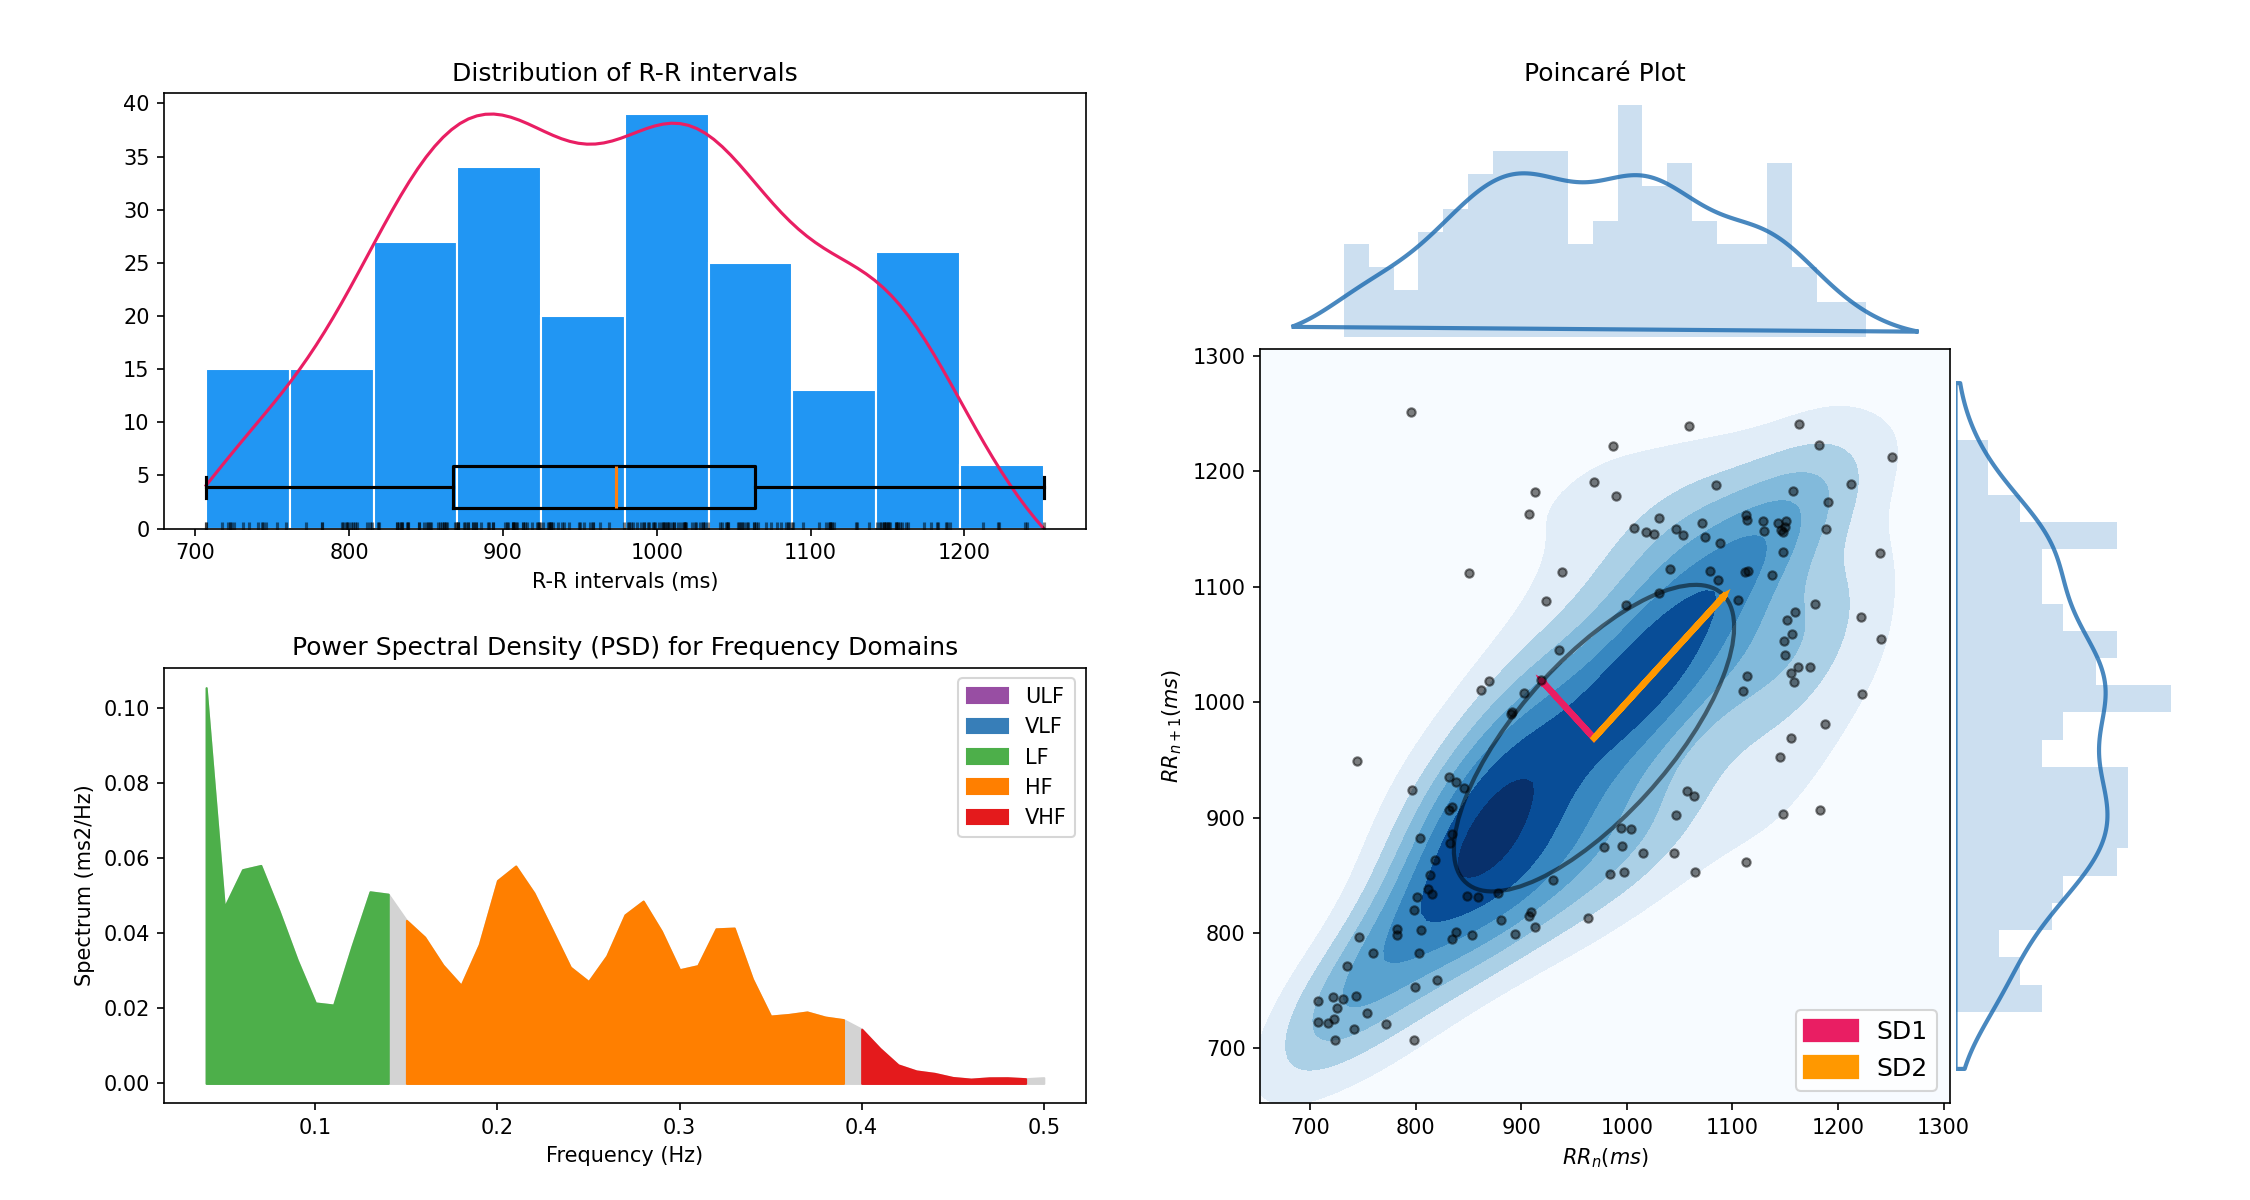 Distribution of R-R intervals
40
35
30
25
20
15
10
5
0
700 800 900 1000 1100 1200
R-R intervals (ms)
Power Spectral Density (PSD) for Frequency Domains
Spectrum (ms2/Hz)
0.10
0.08
0.06
0.04
0.02
0.00
ULF
VLF
LF
HF
VHF
0.1 0.2 0.3 0.4 0.5
Frequency (Hz)
Poincaré Plot
1300
1200
1100
1000
900
800
700
RRn+1(ms)
SD1
SD2
700 800 900 1000 1100 1200 1300
RRn(ms)